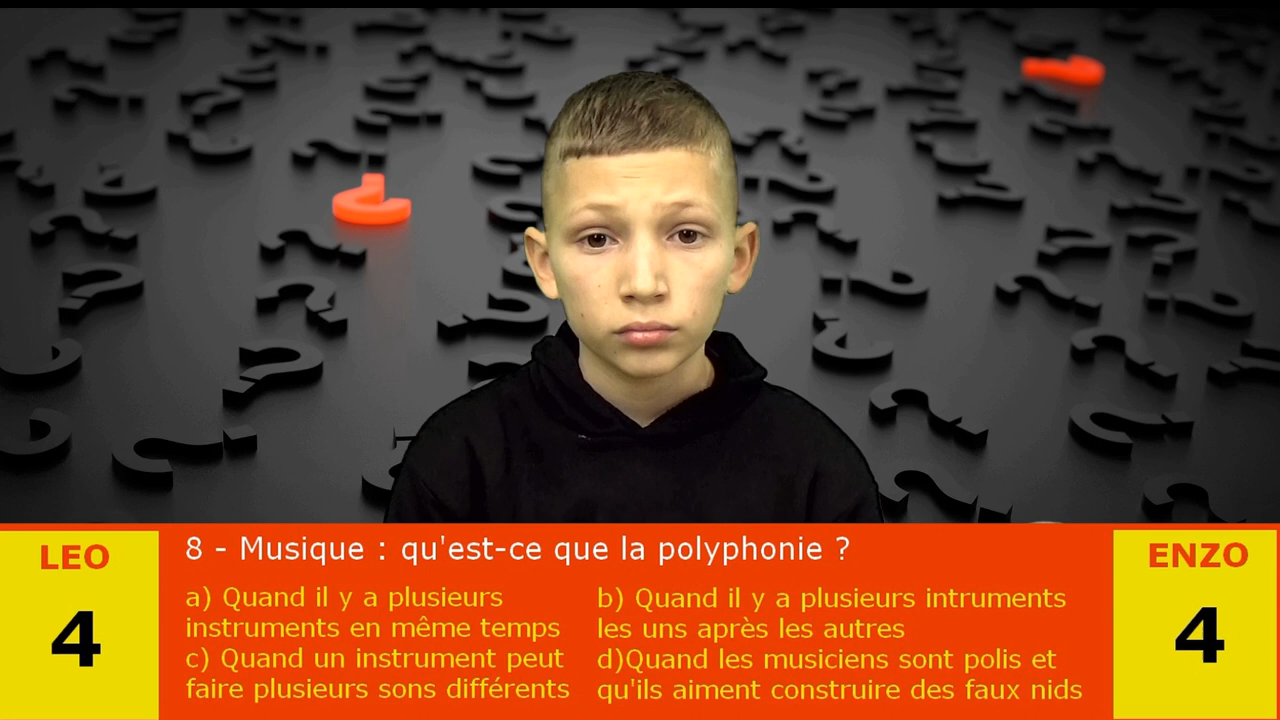 8 - Musique : qu'est-ce que la polyphonie ?
LEO
4
a) Quand il y a plusieurs
instruments en même temps
b) Quand il y a plusieurs intruments
les uns après les autres
c) Quand un instrument peut
faire plusieurs sons différents
d)Quand les musiciens sont polis et
qu'ils aiment construire des faux nids
ENZO
4